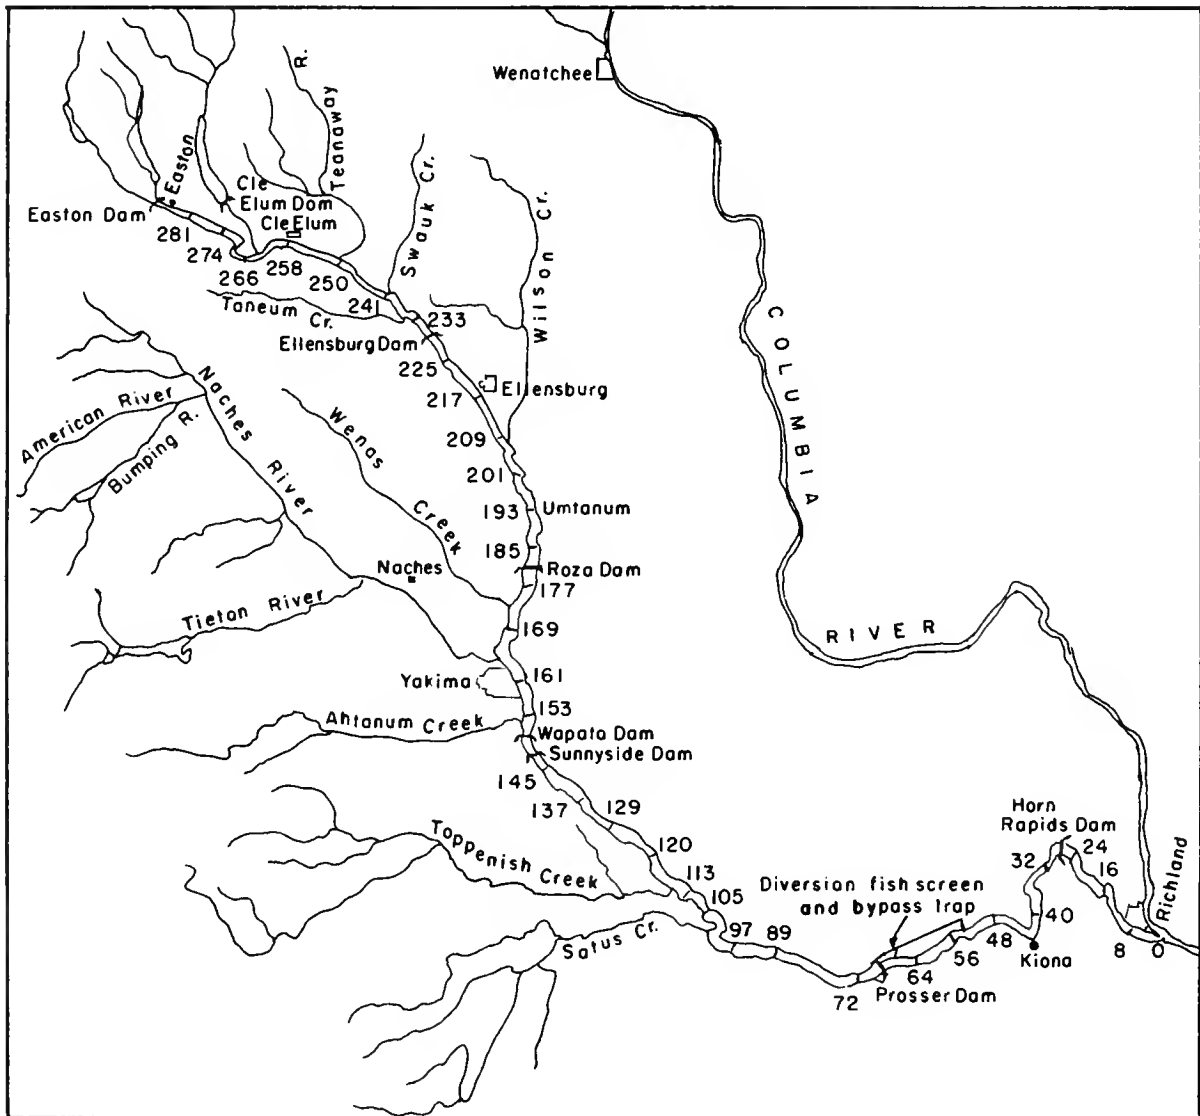 Wenatchee
Teanaway R.
Easton
Cle
Elum Dam
Cle Elum
Easton Dam
281
274
266
258
250
241
Swauk Cr.
Wilson Cr.
Taneum Cr.
233
Ellensburg Dam
225
Ellensburg
217
209
201
COLUMBIA
RIVER
American River
Bumping R.
Naches River
Wenas Creek
193
Umtanum
185
Roza Dam
Naches
177
Tieton River
169
Yakima
161
153
Ahtanum Creek
Wapato Dam
Sunnyside Dam
145
137
129
120
113
105
Toppenish Creek
Satus Cr.
97
89
Diversian fish screen
and bypass trap
72
Prosser Dam
64
56
48
Kiona
40
32
Horn
Rapids Dam
24
16
8
0
Richland